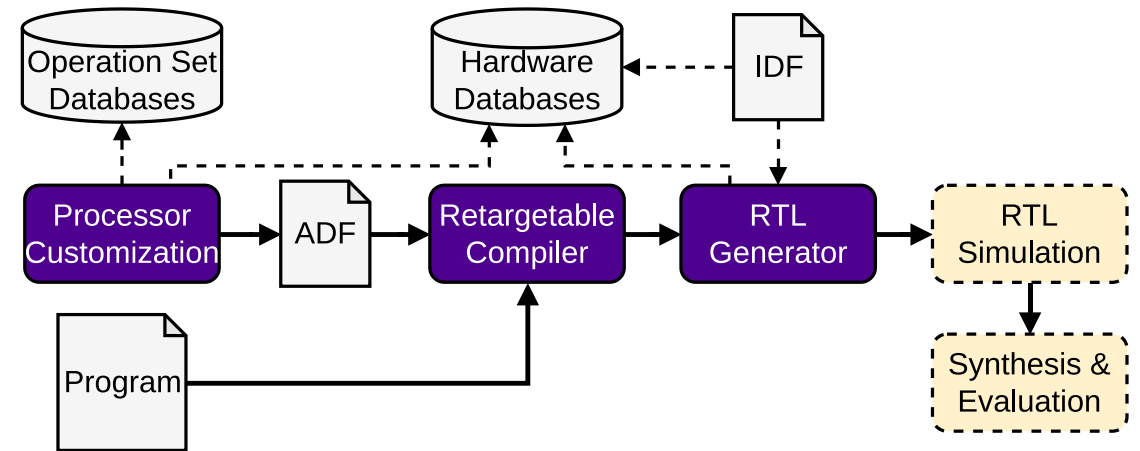 Operation Set
Databases
Hardware
Databases
IDF
Processor
Customization
ADF
Retargetable
Compiler
RTL
Generator
RTL
Simulation
Program
Synthesis &
Evaluation